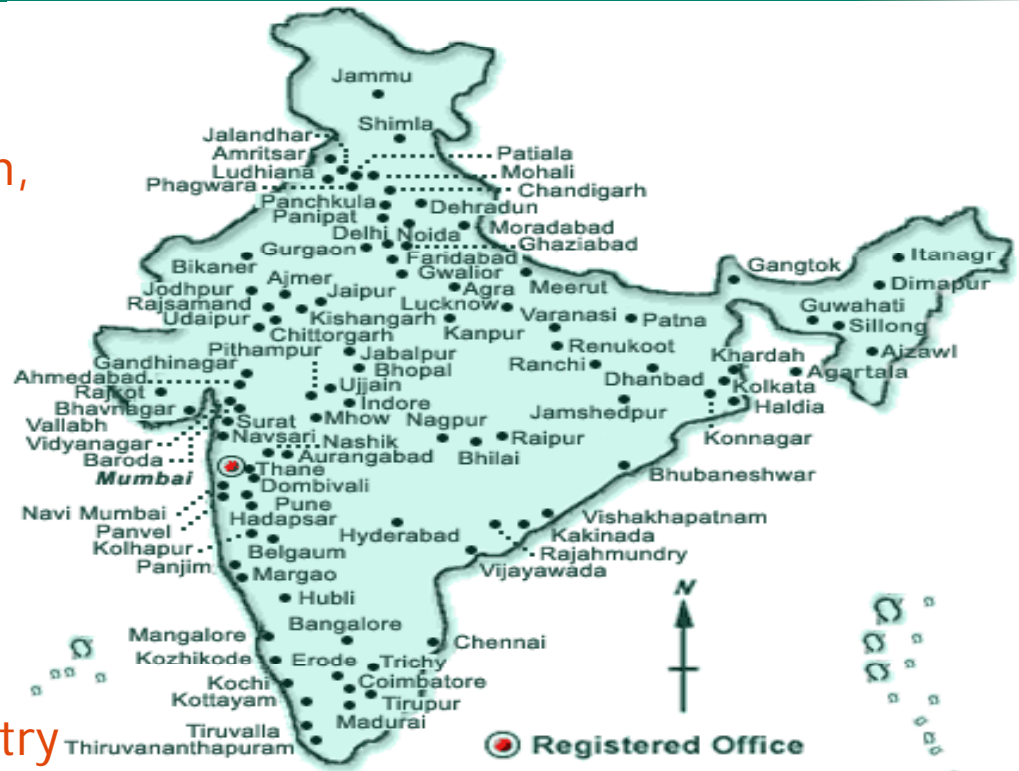 Jammu
Shimla
Jalandhar
Amritsar
Ludhiana
Phagwara
Patiala
Mohali
Chandigarh
n,
Panchkula
Panipat
Dehradun
Delhi
Noida
Moradabad
Gurgaon
Ghaziabad
Faridabad
Bikaner
Gwalior
Gangtok
Itanagr
Jodhpur
Ajmer
Jaipur
Agra
Meerut
Dimapur
Rajsamand
Lucknow
Guwahati
Udaipur
Kishangarh
Varanasi
Patna
Sillong
Chittorgarh
Kanpur
Pithampur
Jabalpur
Renukoot
Khardah
Aizawl
Gandhinagar
Bhopal
Ranchi
Agartala
Ahmedabad
Ujjain
Dhanbad
Kolkata
Rajkot
Indore
Haldia
Bhavnagar
Jamshedpur
Vallabh
Vidyanagar
Surat
Mhow
Nagpur
Navsari
Nashik
Raipur
Konnagar
Baroda
Aurangabad
Bhilai
Mumbai
Thane
Bhubaneshwar
Dombivali
Navi Mumbai
Pune
Panvel
Hadapsar
Vishakhapatnam
Kolhapur
Hyderabad
Kakinada
Belgaum
Rajahmundry
Panjim
Margao
Vijayawada
Hubli
N
Bangalore
Mangalore
Chennai
Kozhikode
Erode
Trichy
Kochi
Coimbatore
Kottayam
Tirupur
Madurai
Tiruvalla
try
Thiruvananthapuram
Registered Office